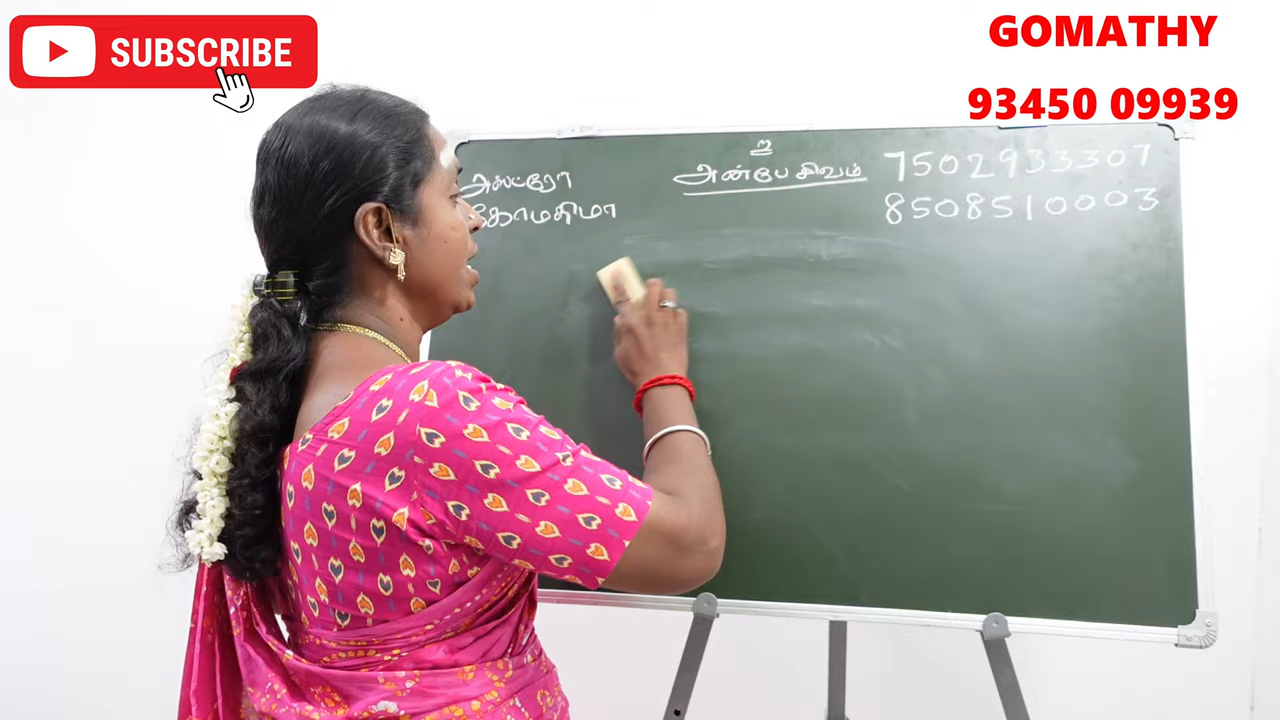 SUBSCRIBE
GOMATHY
93450 09939
உ
அன்பே சிவம்
அஸ்ட்ரோ
கோமதிமா
7502933307
8508510003